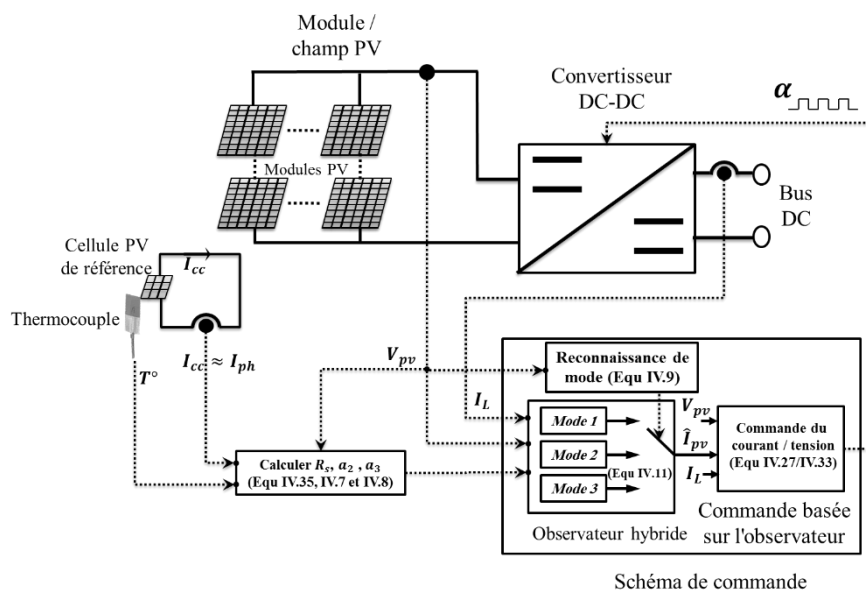 Module /
champ PV
Convertisseur
DC-DC
α
Modules PV
Bus
DC
Cellule PV
de référence
I_cc
Thermocouple
I_cc ≈ I_ph
V_pv
T°
I_L
Reconnaissance de
mode (Equ IV.9)
Mode 1
Mode 2
Mode 3
(Equ IV.11)
V_pv
Î_pv
I_L
Commande du
courant / tension
(Equ IV.27/IV.33)
Calculer R_s, a_2 , a_3
(Equ IV.35, IV.7 et IV.8)
Observateur hybride
Commande basée
sur l'observateur
Schéma de commande